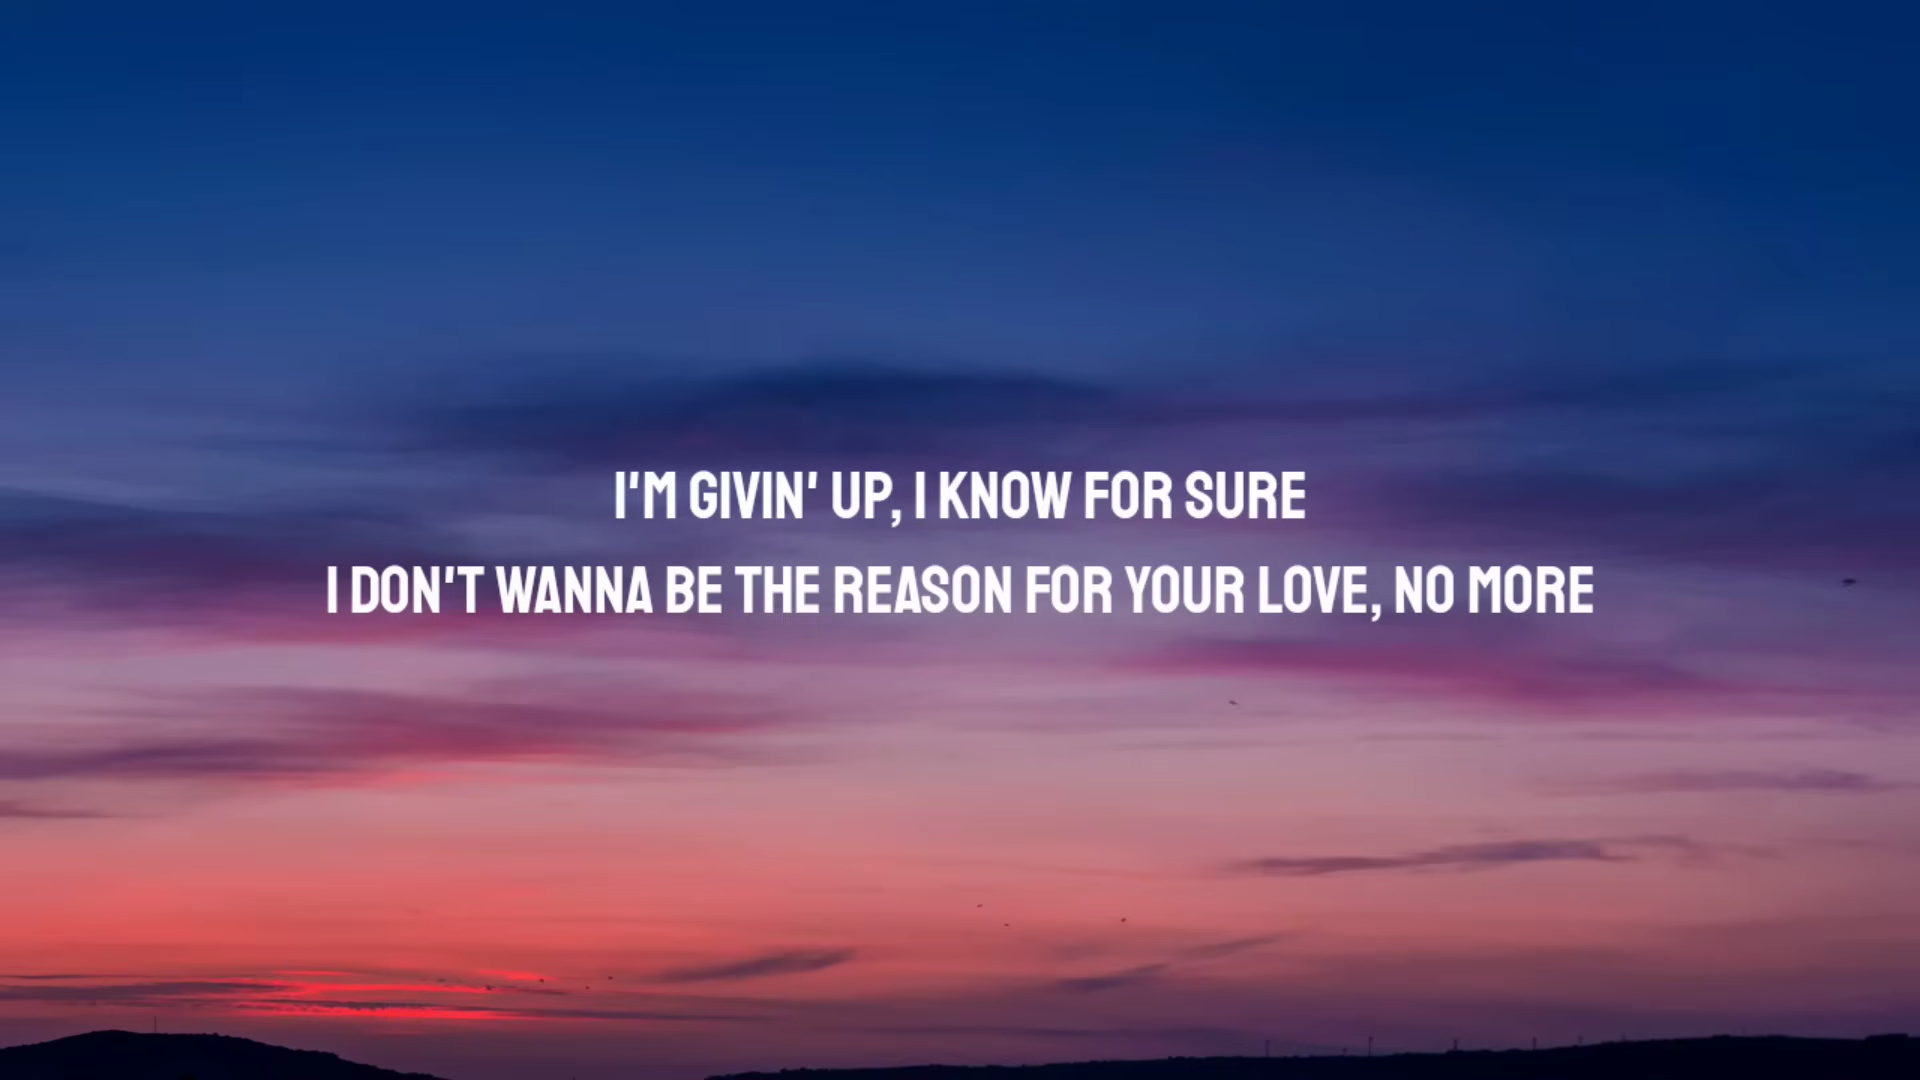 I'M GIVIN' UP, I KNOW FOR SURE
I DON'T WANNA BE THE REASON FOR YOUR LOVE, NO MORE